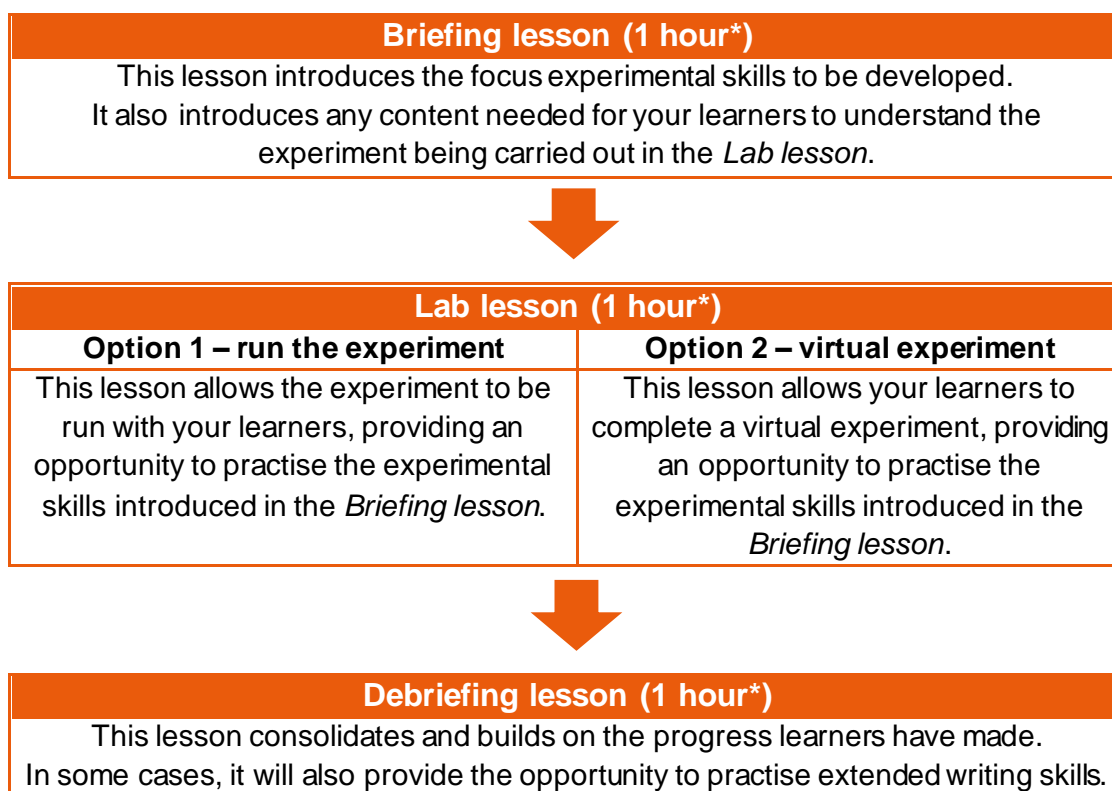 Briefing lesson (1 hour*)
This lesson introduces the focus experimental skills to be developed.
It also introduces any content needed for your learners to understand the
experiment being carried out in the Lab lesson.
Lab lesson (1 hour*)
Option 1 – run the experiment
This lesson allows the experiment to be
run with your learners, providing an
opportunity to practise the experimental
skills introduced in the Briefing lesson.
Option 2 – virtual experiment
This lesson allows your learners to
complete a virtual experiment, providing
an opportunity to practise the
experimental skills introduced in the
Briefing lesson.
Debriefing lesson (1 hour*)
This lesson consolidates and builds on the progress learners have made.
In some cases, it will also provide the opportunity to practise extended writing skills.